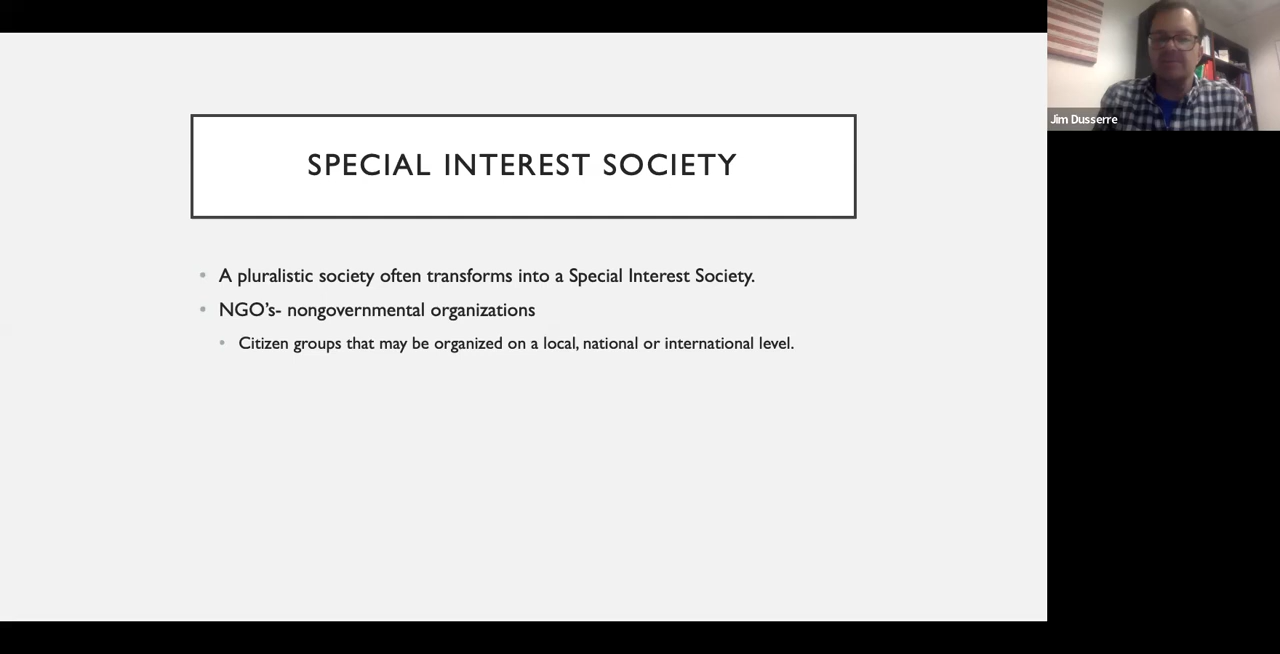 SPECIAL INTEREST SOCIETY
A pluralistic society often transforms into a Special Interest Society.
NGO's- nongovernmental organizations
Citizen groups that may be organized on a local, national or international level.
Jim Dusserre